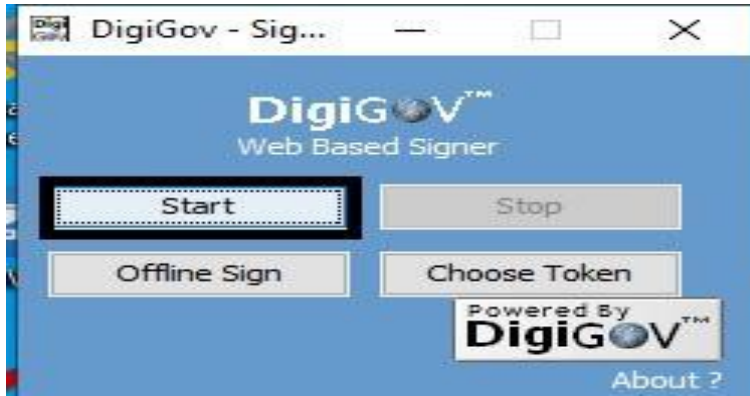 DigiGov - Sig...
DigiGOV™
Web Based Signer
Start Stop
Offline Sign Choose Token
Powered By
DigiGOV™
About ?